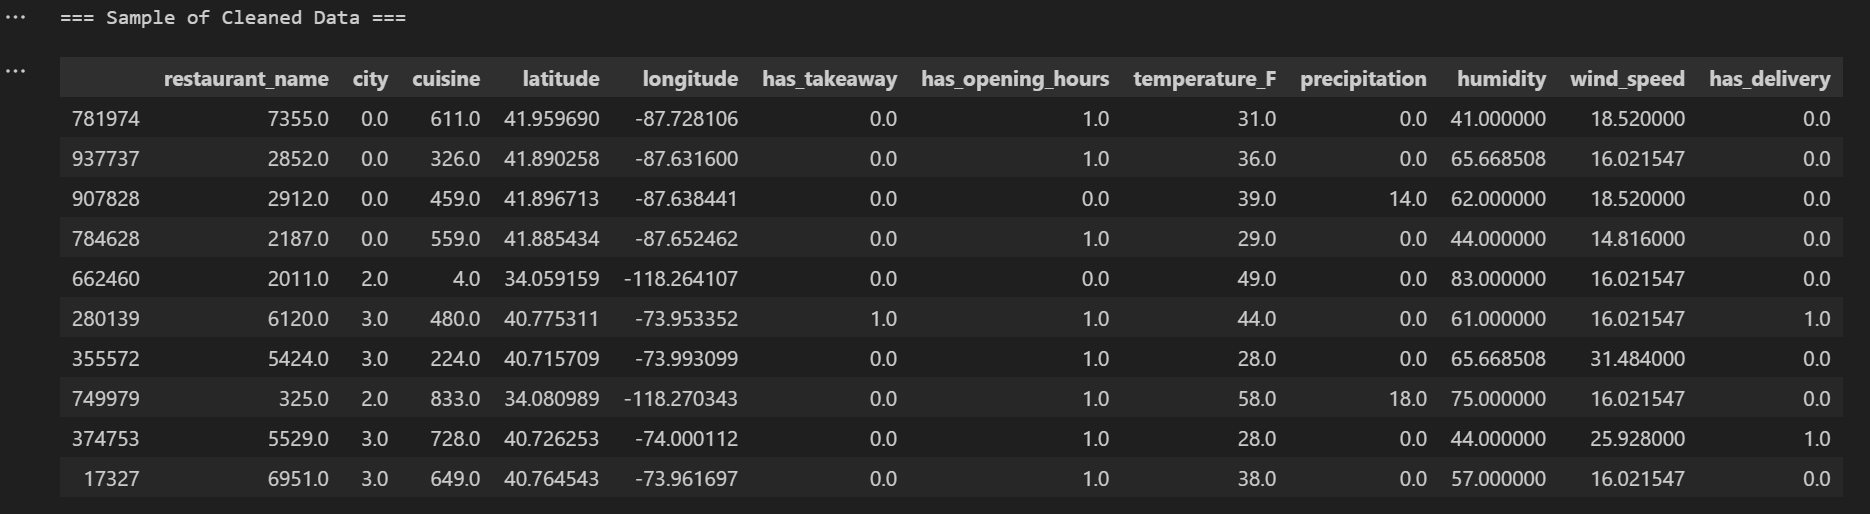 === Sample of Cleaned Data ===
restaurant_name city cuisine latitude longitude has_takeaway has_opening_hours temperature_F precipitation humidity wind_speed has_delivery
781974 7355.0 0.0 611.0 41.959690 -87.728106 0.0 1.0 31.0 0.0 41.000000 18.520000 0.0
937737 2852.0 0.0 326.0 41.890258 -87.631600 0.0 1.0 36.0 0.0 65.668508 16.021547 0.0
907828 2912.0 0.0 459.0 41.896713 -87.638441 0.0 0.0 39.0 14.0 62.000000 18.520000 0.0
784628 2187.0 0.0 559.0 41.885434 -87.652462 0.0 1.0 29.0 0.0 44.000000 14.816000 0.0
662460 2011.0 2.0 4.0 34.059159 -118.264107 0.0 0.0 49.0 0.0 83.000000 16.021547 0.0
280139 6120.0 3.0 480.0 40.775311 -73.953352 1.0 1.0 44.0 0.0 61.000000 16.021547 1.0
355572 5424.0 3.0 224.0 40.715709 -73.993099 0.0 1.0 28.0 0.0 65.668508 31.484000 0.0
749979 325.0 2.0 833.0 34.080989 -118.270343 0.0 1.0 58.0 18.0 75.000000 16.021547 0.0
374753 5529.0 3.0 728.0 40.726253 -74.000112 0.0 1.0 28.0 0.0 44.000000 25.928000 1.0
17327 6951.0 3.0 649.0 40.764543 -73.961697 0.0 1.0 38.0 0.0 57.000000 16.021547 0.0